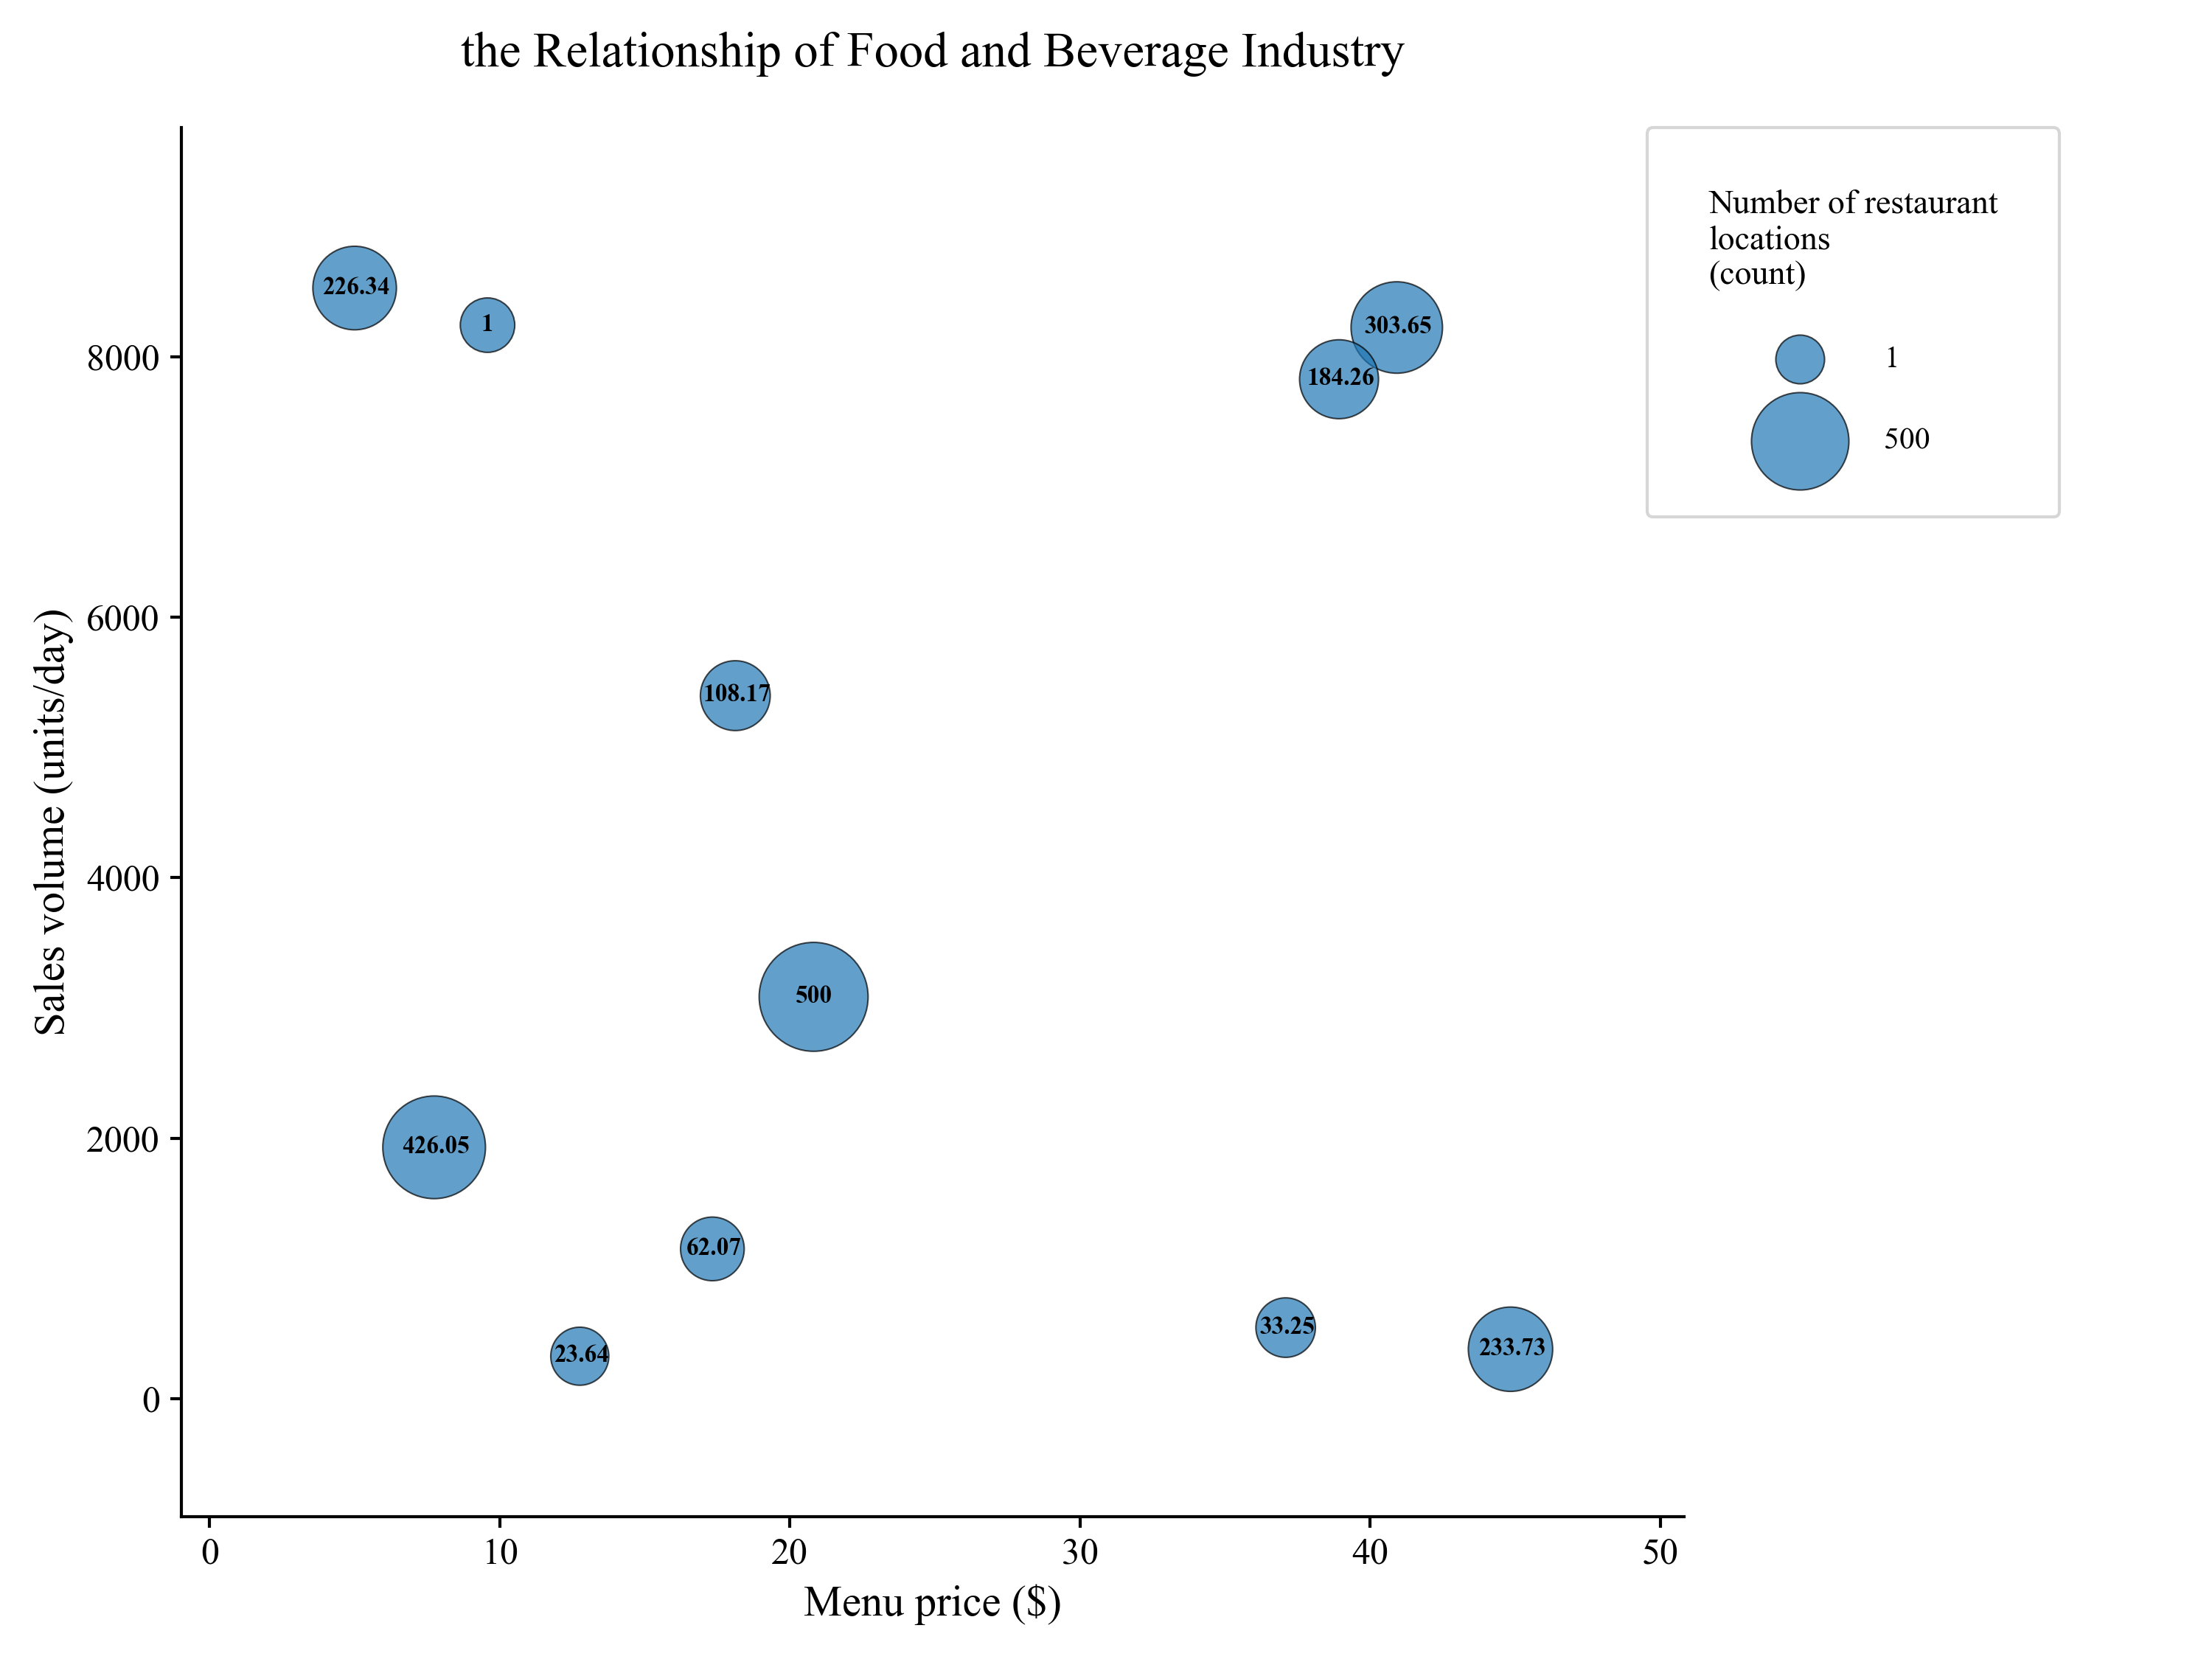 the Relationship of Food and Beverage Industry
Number of restaurant
locations
(count)
1
500
226.34
1
303.65
184.26
108.17
500
426.05
62.07
33.25
233.73
23.64
8000
6000
4000
2000
0
Sales volume (units/day)
0 10 20 30 40 50
Menu price ($)